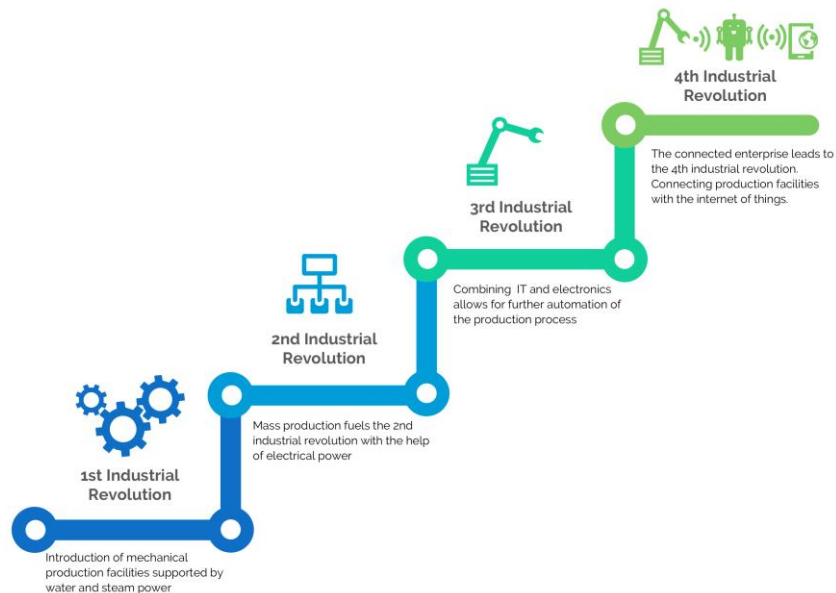 4th Industrial
Revolution
The connected enterprise leads to
the 4th industrial revolution.
Connecting production facilities
with the internet of things.
3rd Industrial
Revolution
Combining IT and electronics
allows for further automation of
the production process
2nd Industrial
Revolution
Mass production fuels the 2nd
industrial revolution with the help
of electrical power
1st Industrial
Revolution
Introduction of mechanical
production facilities supported by
water and steam power